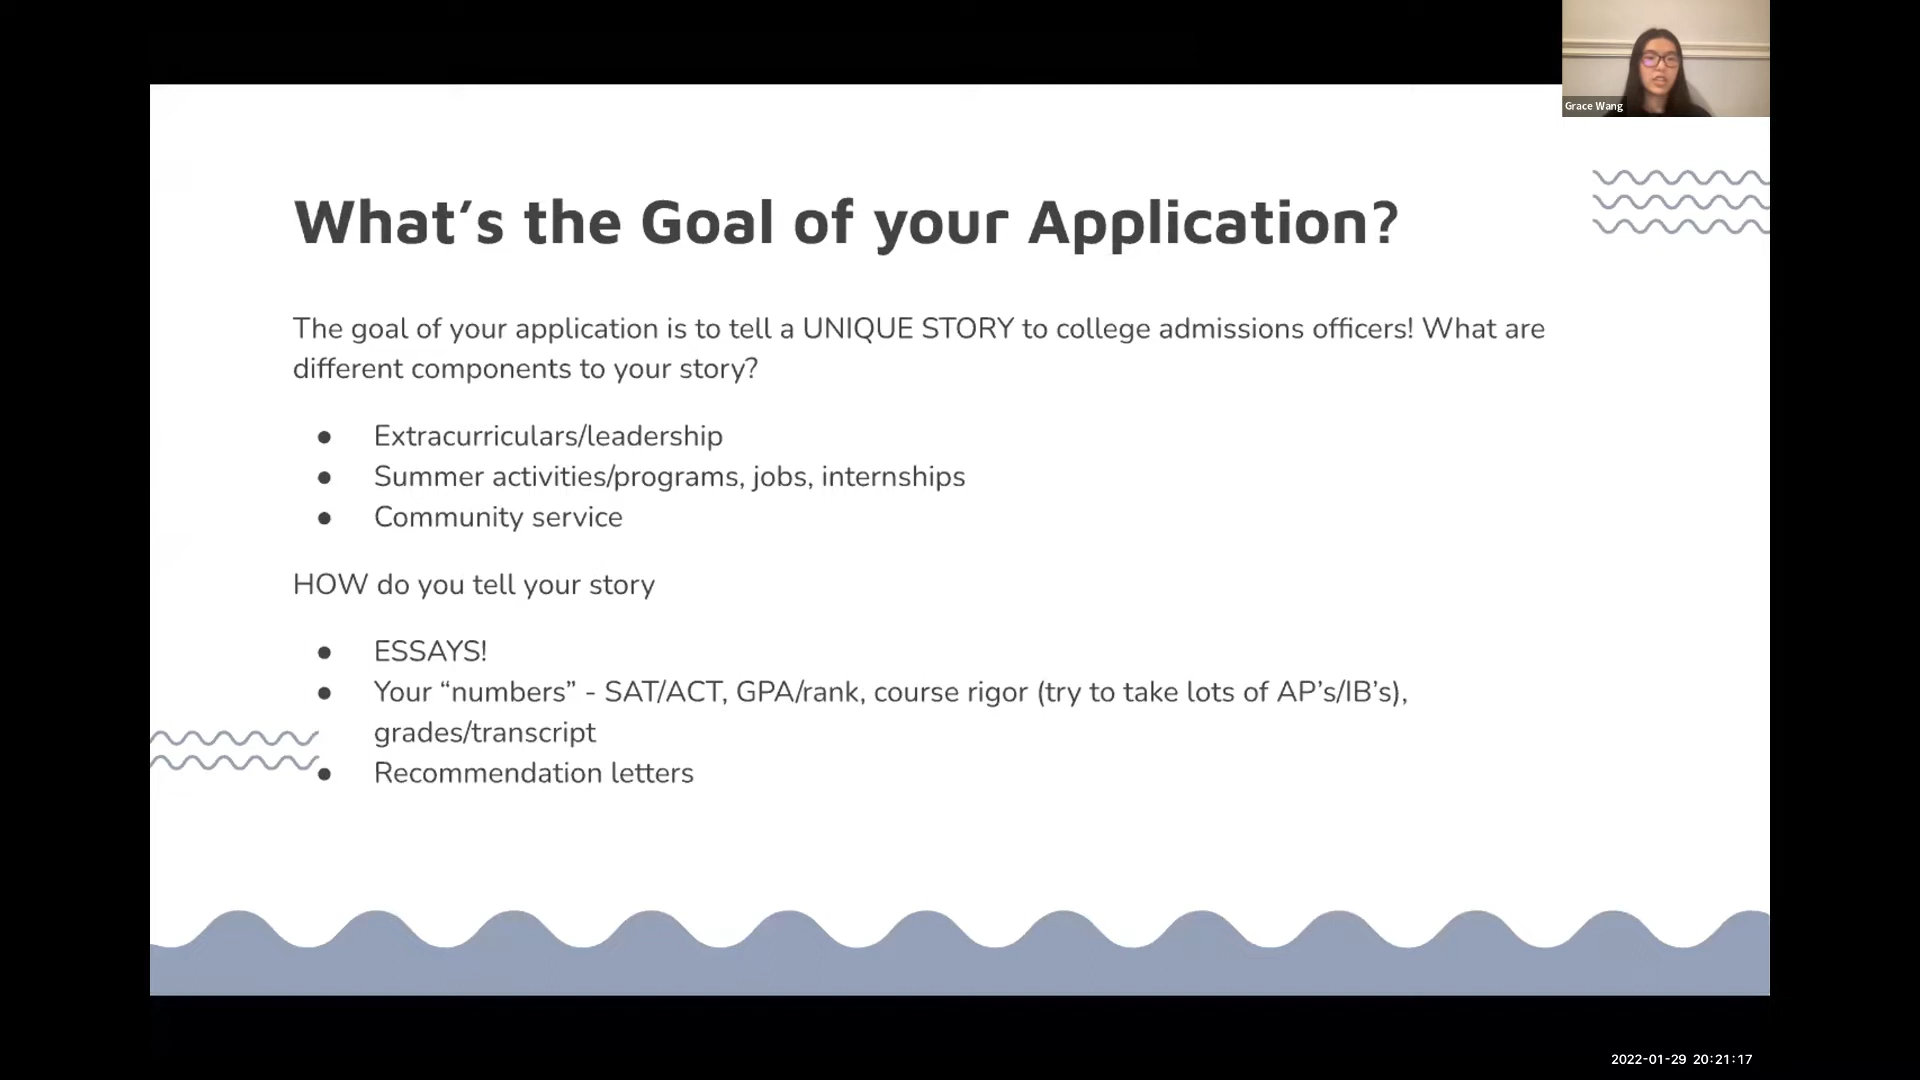 Grace Wang
What’s the Goal of your Application?
The goal of your application is to tell a UNIQUE STORY to college admissions officers! What are
different components to your story?
● Extracurriculars/leadership
● Summer activities/programs, jobs, internships
● Community service
HOW do you tell your story
● ESSAYS!
● Your “numbers” - SAT/ACT, GPA/rank, course rigor (try to take lots of AP’s/IB’s),
grades/transcript
● Recommendation letters
2022-01-29 20:21:17